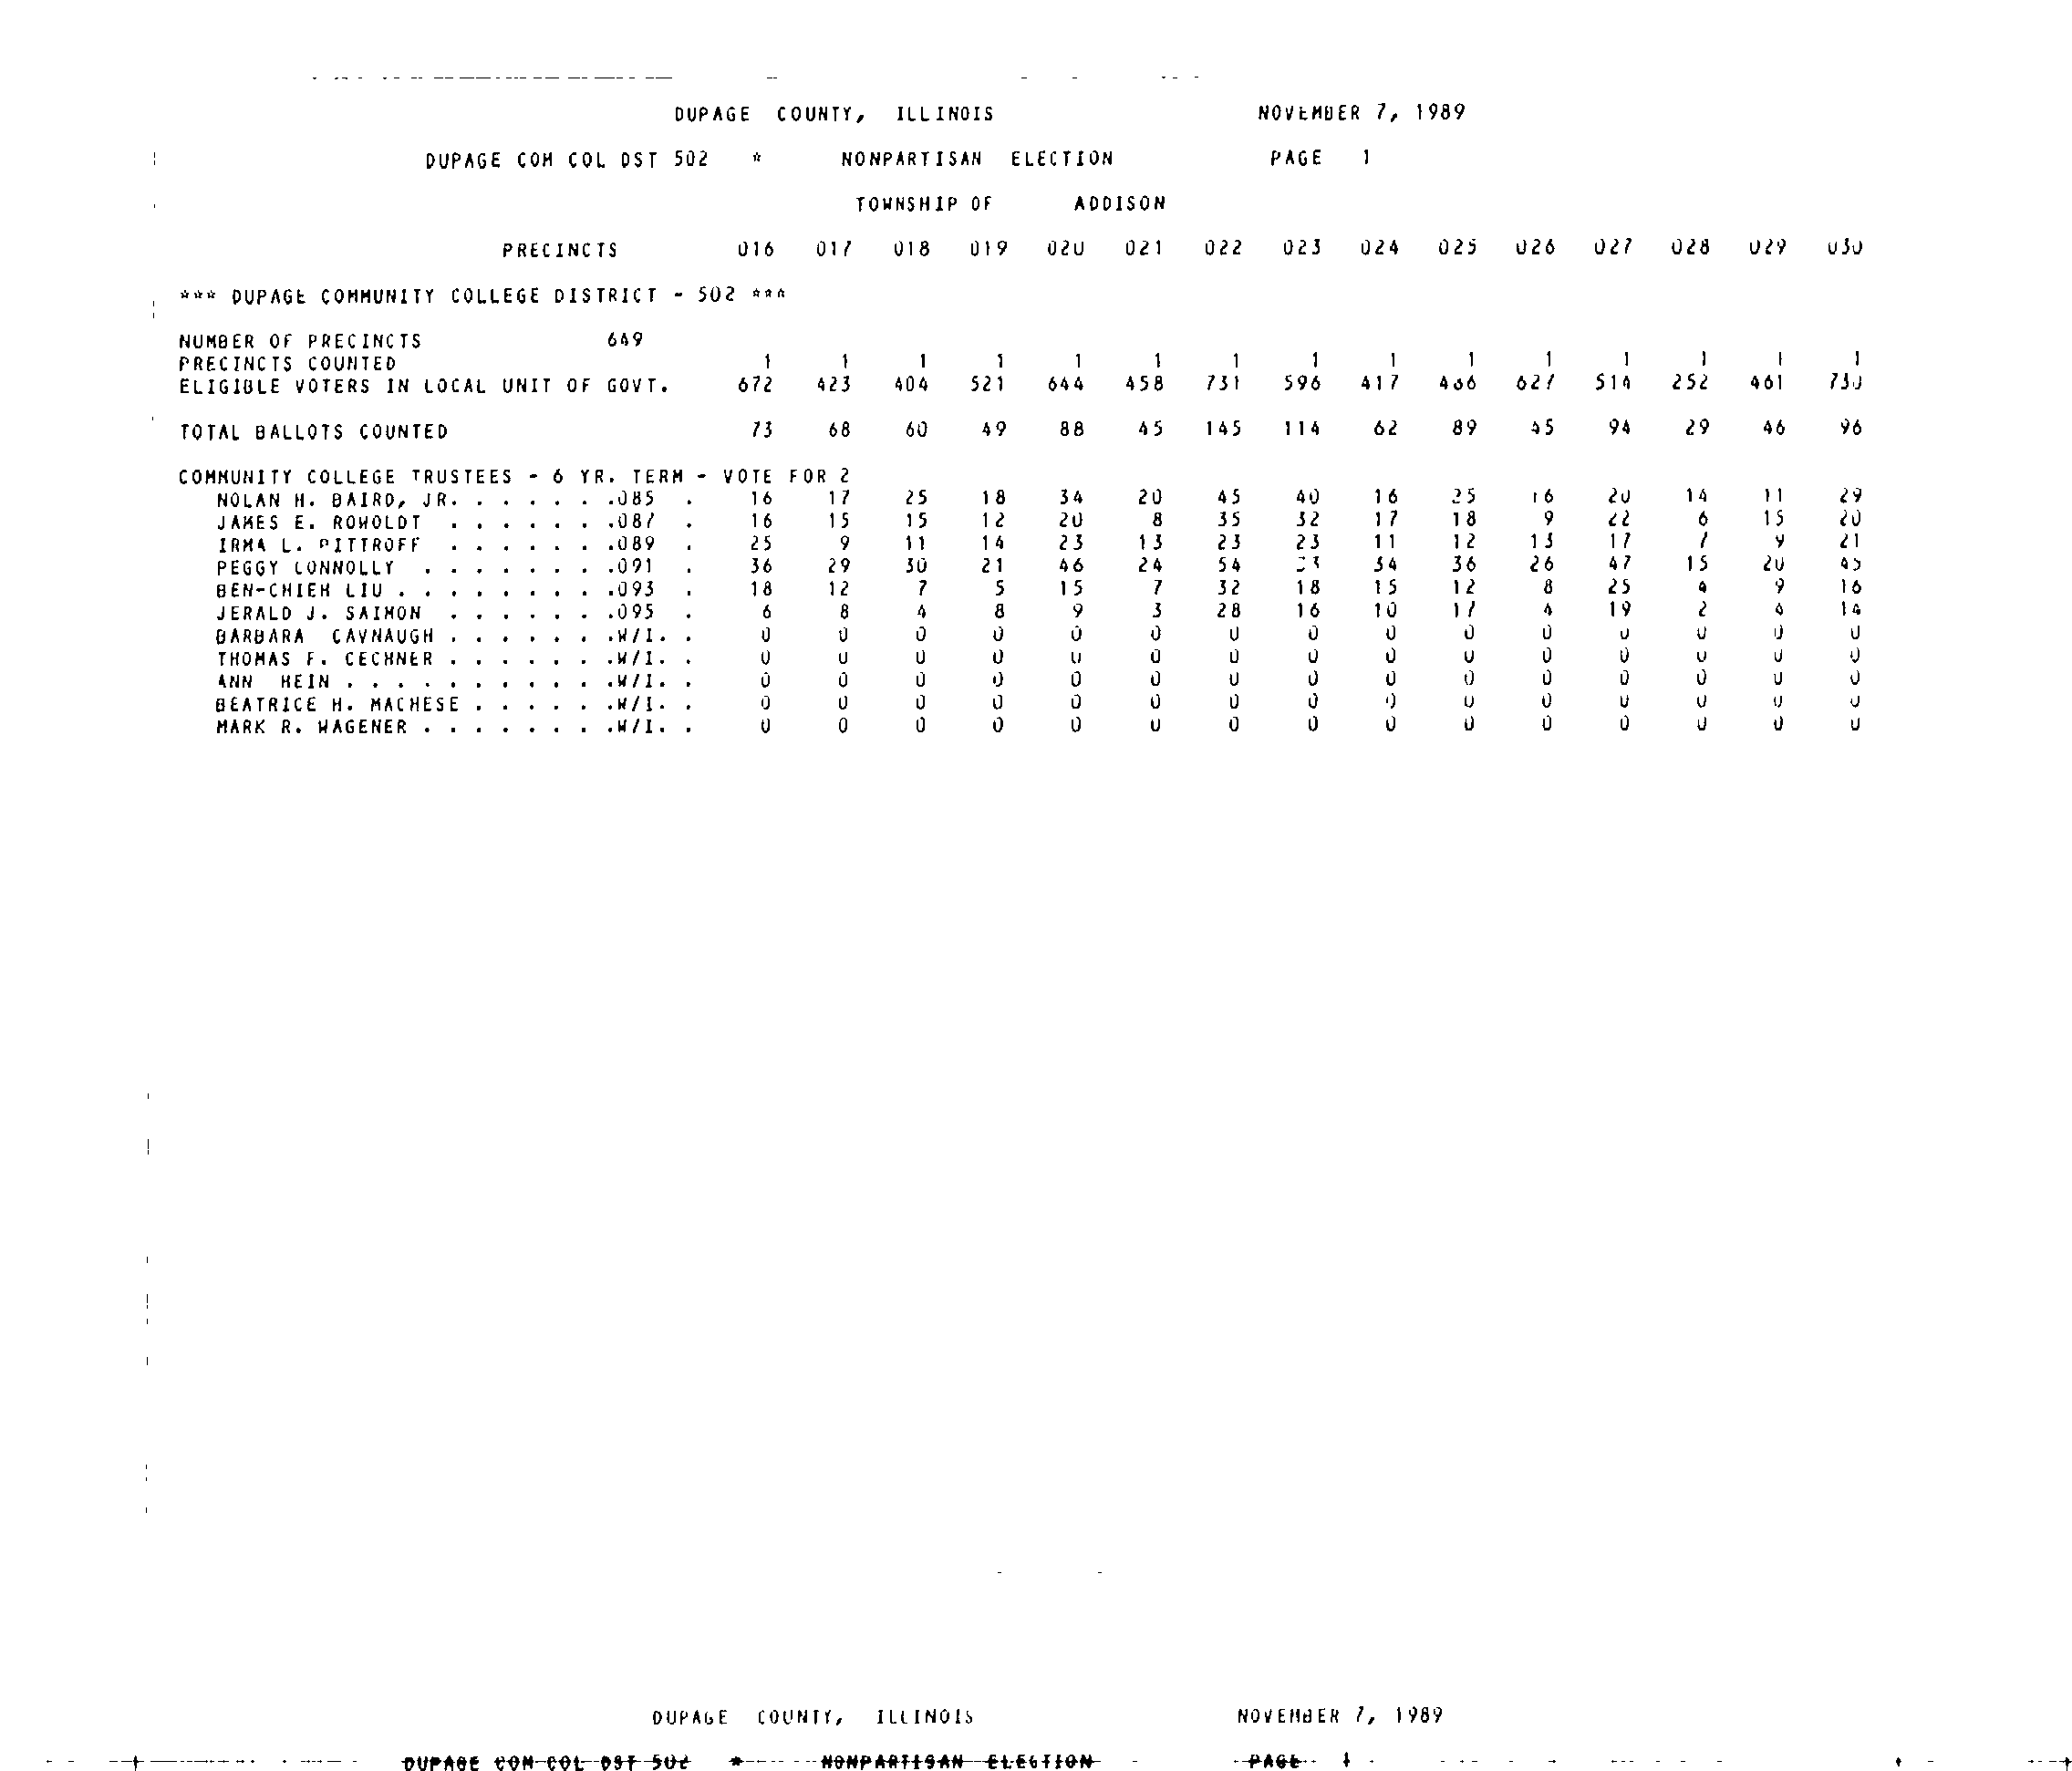 DUPAGE COUNTY, ILLINOIS NOVEMBER 7, 1989
DUPAGE COM COL DST 502 * NONPARTISAN ELECTION PAGE 1
TOWNSHIP OF ADDISON
PRECINCTS 016 017 018 019 020 021 022 023 024 025 026 027 028 029 030
*** DUPAGE COMMUNITY COLLEGE DISTRICT - 502 ***
NUMBER OF PRECINCTS 649
PRECINCTS COUNTED 1 1 1 1 1 1 1 1 1 1 1 1 1 1 1
ELIGIBLE VOTERS IN LOCAL UNIT OF GOVT. 672 423 404 521 644 458 731 596 417 466 627 514 252 461 730
TOTAL BALLOTS COUNTED 73 68 60 49 88 45 145 114 62 89 45 94 29 46 96
COMMUNITY COLLEGE TRUSTEES - 6 YR. TERM - VOTE FOR 2
NOLAN H. BAIRD, JR. . . . . . .085 . 16 17 25 18 34 20 45 40 16 25 16 20 14 11 29
JAMES E. ROWOLDT . . . . . . .087 . 16 15 15 12 20 8 35 32 17 18 9 22 6 15 20
IRMA L. PITTROFF . . . . . . .089 . 25 9 11 14 23 13 23 23 11 12 13 17 7 9 21
PEGGY CONNOLLY . . . . . . . .091 . 36 29 30 21 46 24 54 34 36 26 47 15 20 45
BEN-CHIEH LIU . . . . . . . . .093 . 18 12 7 5 15 7 32 18 15 12 8 25 4 9 16
JERALD J. SAIMON . . . . . . .095 . 6 8 4 8 9 3 28 16 10 17 4 19 2 4 14
BARBARA CAVNAUGH . . . . . . .W/I. . 0 0 0 0 0 0 0 0 0 0 0 0 0 0 0
THOMAS F. CECHNER . . . . . . .W/I. . 0 0 0 0 0 0 0 0 0 0 0 0 0 0 0
ANN HEIN . . . . . . . . . . .W/I. . 0 0 0 0 0 0 0 0 0 0 0 0 0 0 0
BEATRICE H. MACHESE . . . . . .W/I. . 0 0 0 0 0 0 0 0 0 0 0 0 0 0 0
MARK R. WAGENER . . . . . . . .W/I. . 0 0 0 0 0 0 0 0 0 0 0 0 0 0 0
DUPAGE COUNTY, ILLINOIS NOVEMBER 7, 1989
DUPAGE COM COL DST 502 * NONPARTISAN ELECTION PAGE 1